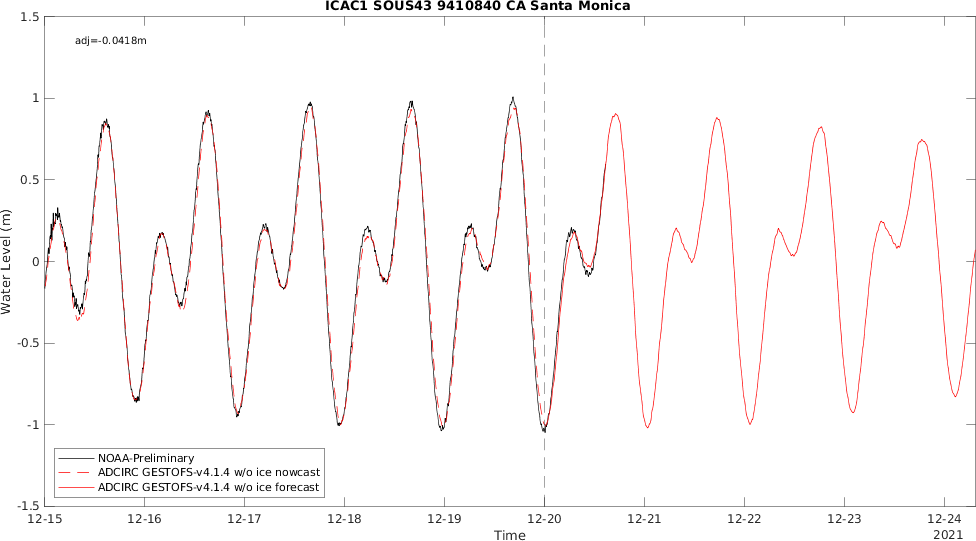 ICAC1 SOUS43 9410840 CA Santa Monica
1.5
adj=-0.0418m
1
0.5
0
-0.5
-1
-1.5
Water Level (m)
NOAA-Preliminary
ADCIRC GESTOFS-v4.1.4 w/o ice nowcast
ADCIRC GESTOFS-v4.1.4 w/o ice forecast
12-15 12-16 12-17 12-18 12-19 12-20 12-21 12-22 12-23 12-24
Time
2021